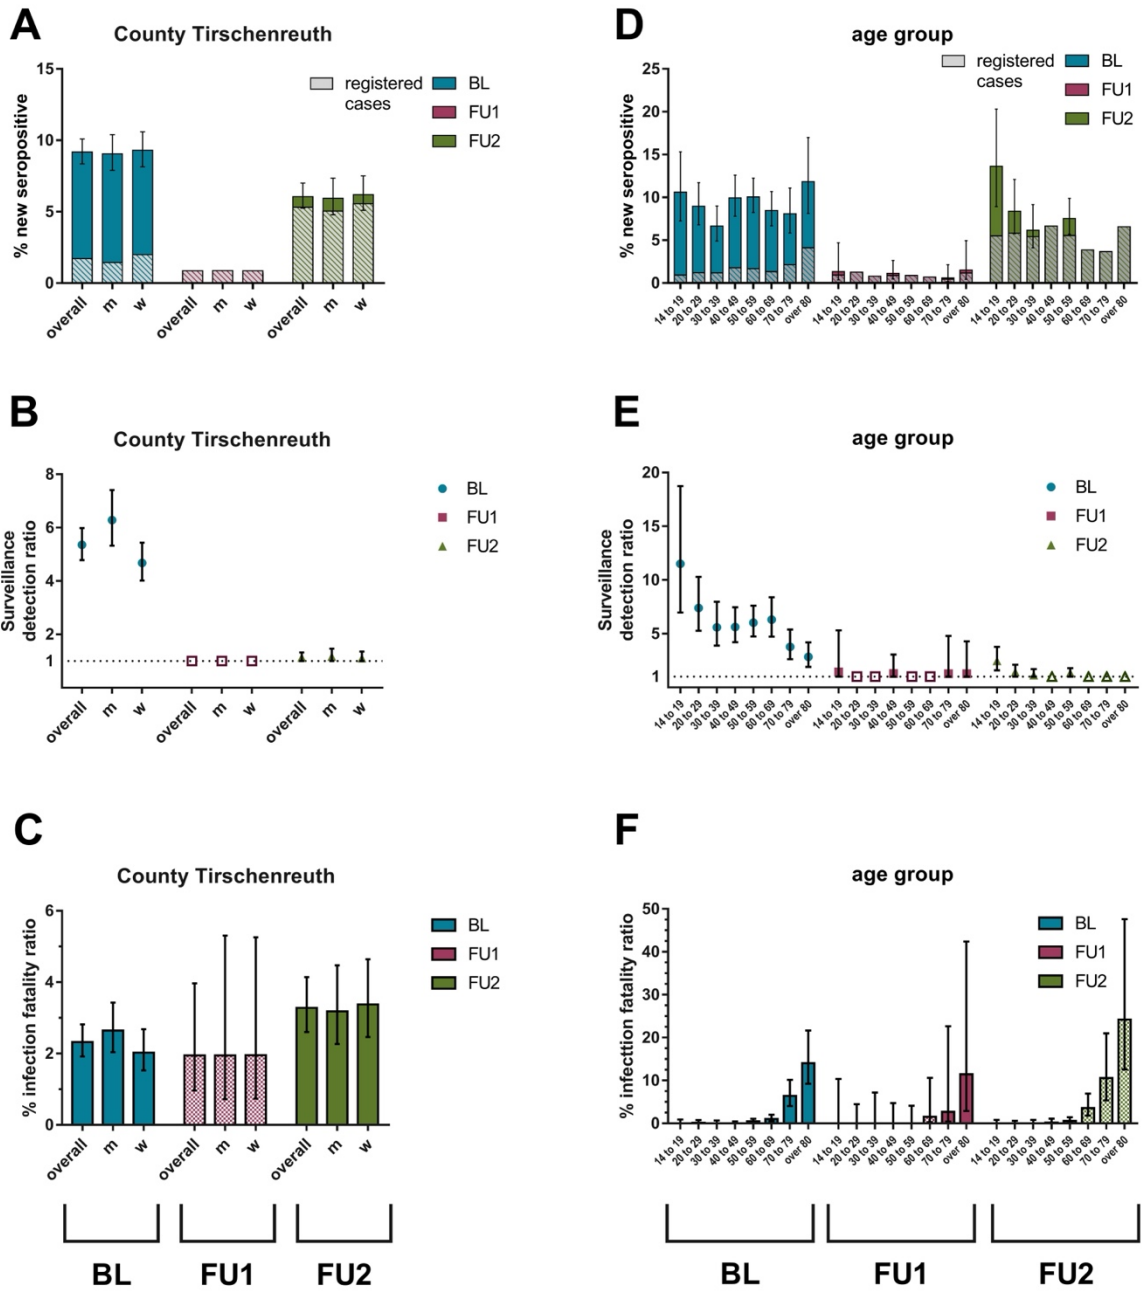 A
County Tirschenreuth
% new seropositive
15
10
5
0
registered
cases
BL
FU1
FU2
overall
m
w
overall
m
w
overall
m
w
D
age group
% new seropositive
25
20
15
10
5
0
registered
cases
BL
FU1
FU2
14 to 19
20 to 29
30 to 39
40 to 49
50 to 59
60 to 69
70 to 79
over 80
14 to 19
20 to 29
30 to 39
40 to 49
50 to 59
60 to 69
70 to 79
over 80
14 to 19
20 to 29
30 to 39
40 to 49
50 to 59
60 to 69
70 to 79
over 80
B
County Tirschenreuth
Surveillance
detection ratio
8
6
4
2
1
BL
FU1
FU2
overall
m
w
overall
m
w
overall
m
w
E
age group
Surveillance
detection ratio
20
15
10
5
1
BL
FU1
FU2
14 to 19
20 to 29
30 to 39
40 to 49
50 to 59
60 to 69
70 to 79
over 80
14 to 19
20 to 29
30 to 39
40 to 49
50 to 59
60 to 69
70 to 79
over 80
14 to 19
20 to 29
30 to 39
40 to 49
50 to 59
60 to 69
70 to 79
over 80
C
County Tirschenreuth
% infection fatality ratio
6
4
2
0
BL
FU1
FU2
overall
m
w
overall
m
w
overall
m
w
BL
FU1
FU2
F
age group
% infecttion fatality ratio
50
40
30
20
10
0
BL
FU1
FU2
14 to 19
20 to 29
30 to 39
40 to 49
50 to 59
60 to 69
70 to 79
over 80
14 to 19
20 to 29
30 to 39
40 to 49
50 to 59
60 to 69
70 to 79
over 80
14 to 19
20 to 29
30 to 39
40 to 49
50 to 59
60 to 69
70 to 79
over 80
BL
FU1
FU2